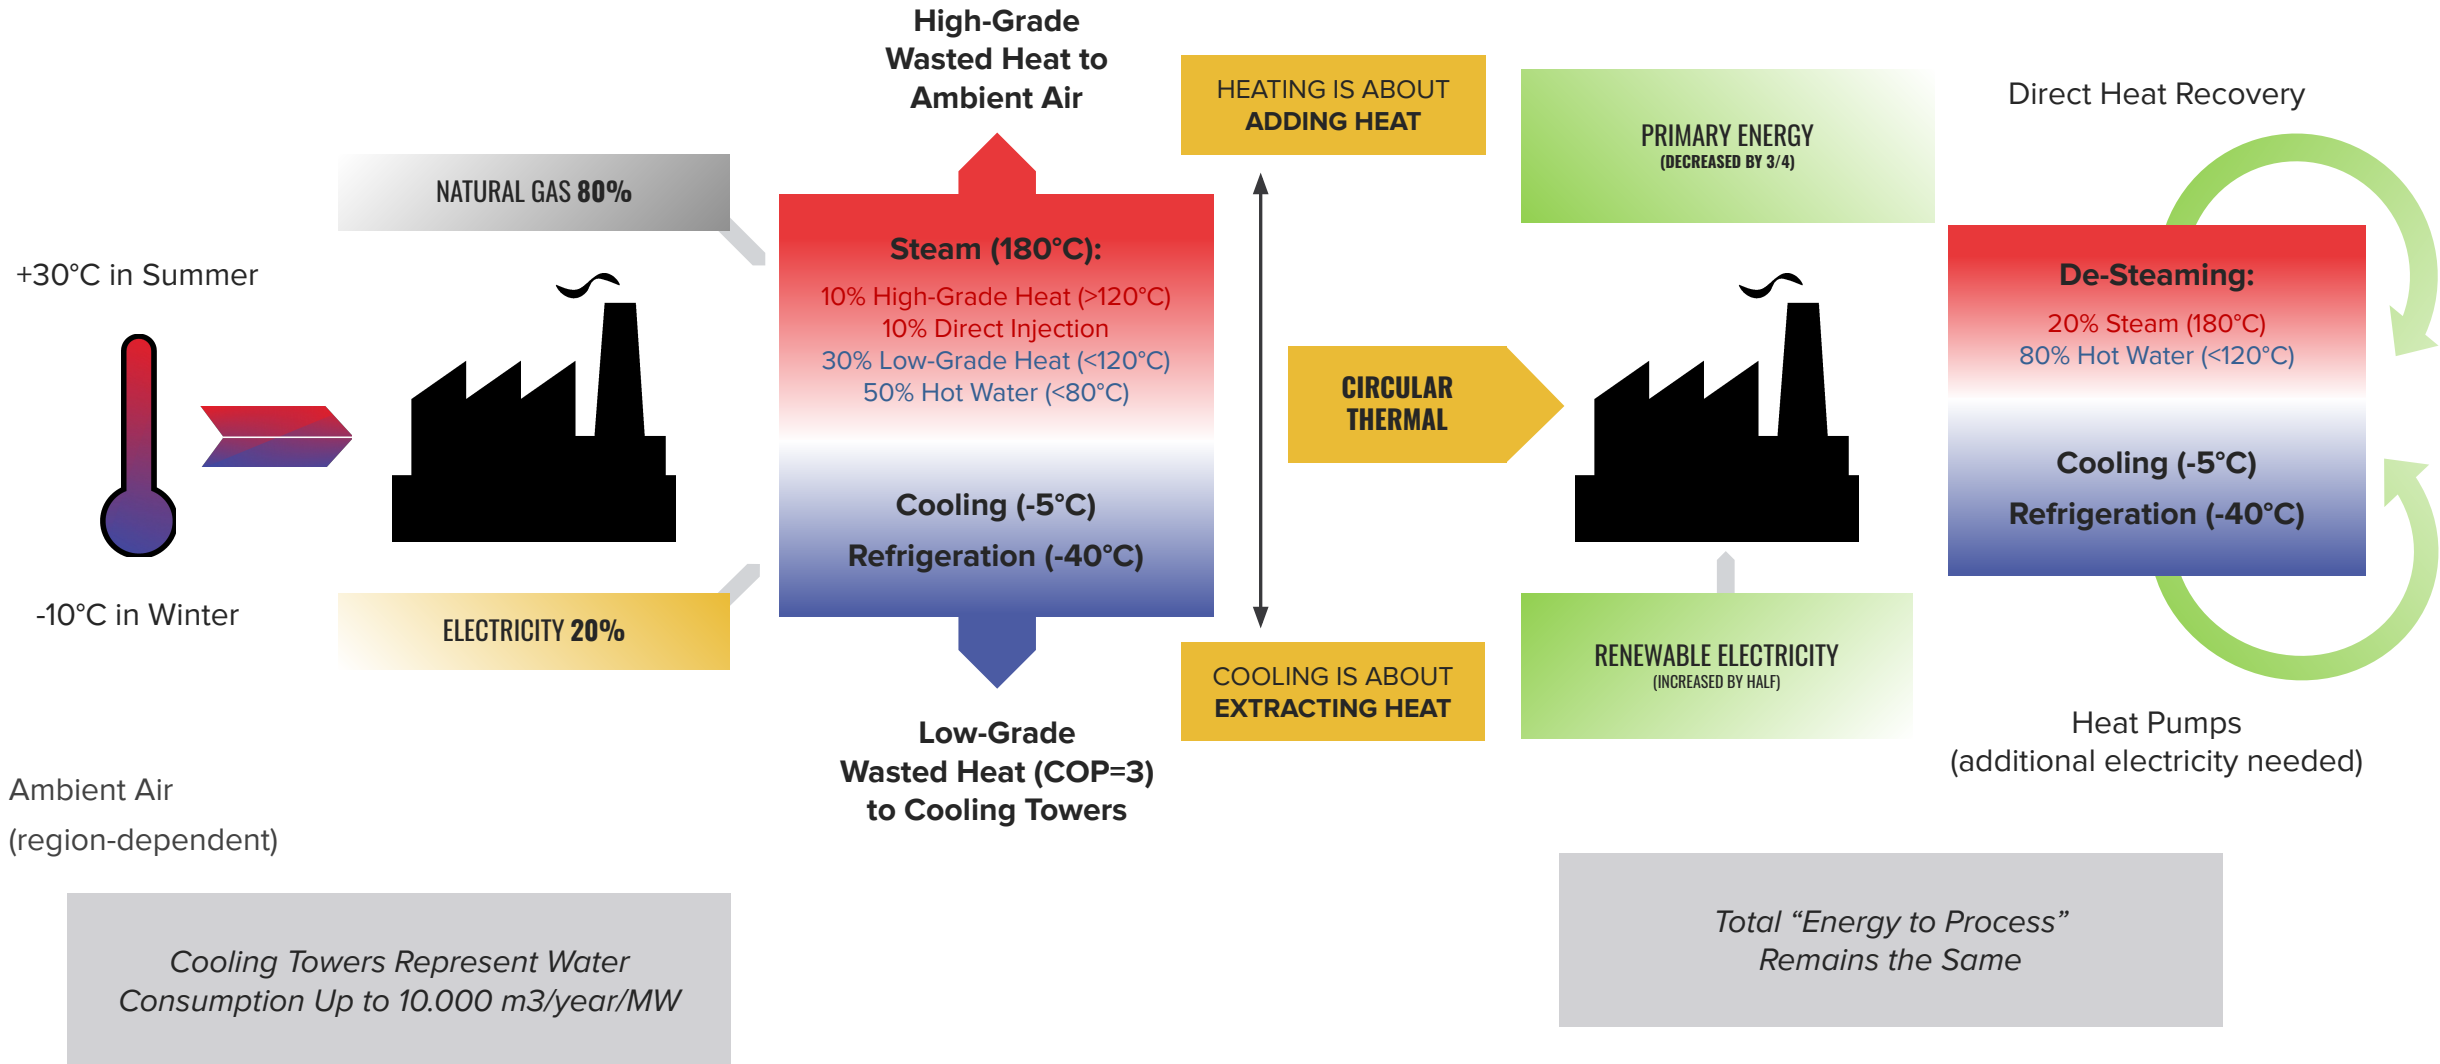 High-Grade
Wasted Heat to
Ambient Air
HEATING IS ABOUT
ADDING HEAT
PRIMARY ENERGY
(DECREASED BY 3/4)
Direct Heat Recovery
NATURAL GAS 80%
+30°C in Summer
-10°C in Winter
ELECTRICITY 20%
Ambient Air
(region-dependent)
Steam (180°C):
10% High-Grade Heat (>120°C)
10% Direct Injection
30% Low-Grade Heat (<120°C)
50% Hot Water (<80°C)
Cooling (-5°C)
Refrigeration (-40°C)
Low-Grade
Wasted Heat (COP=3)
to Cooling Towers
CIRCULAR
THERMAL
COOLING IS ABOUT
EXTRACTING HEAT
RENEWABLE ELECTRICITY
(INCREASED BY HALF)
De-Steaming:
20% Steam (180°C)
80% Hot Water (<120°C)
Cooling (-5°C)
Refrigeration (-40°C)
Heat Pumps
(additional electricity needed)
Cooling Towers Represent Water
Consumption Up to 10.000 m3/year/MW
Total “Energy to Process”
Remains the Same